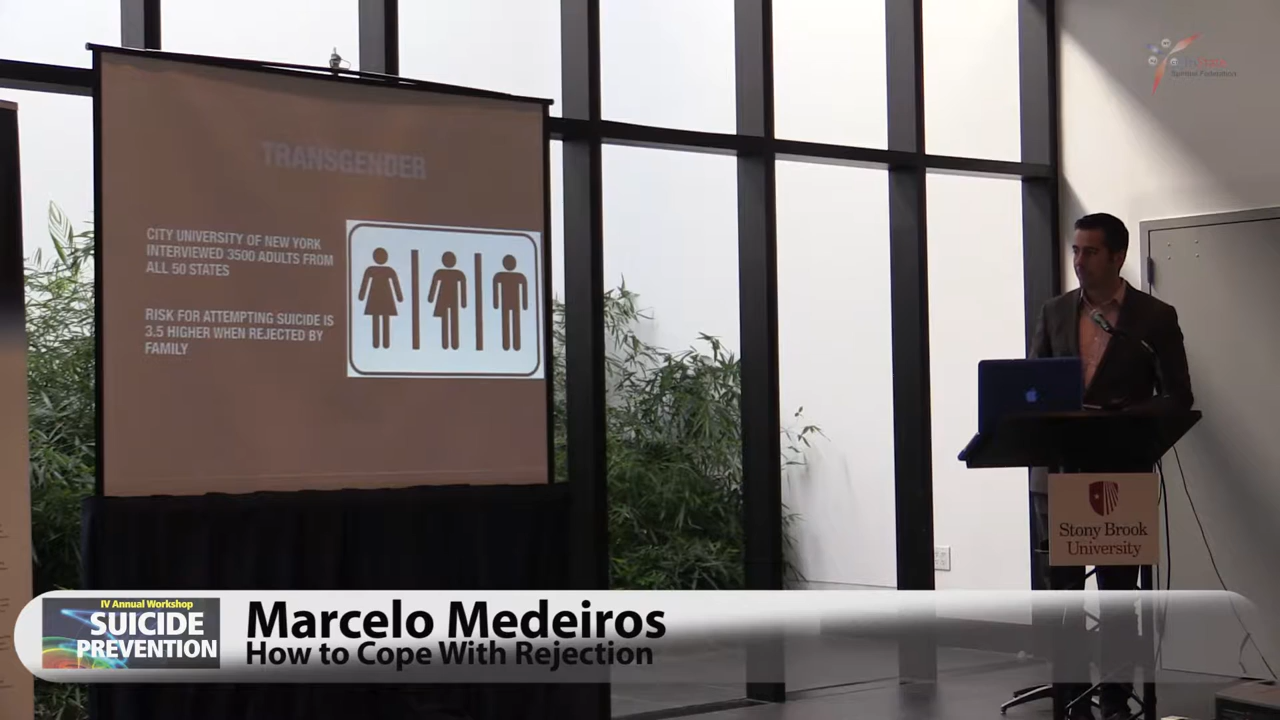 TRANSGENDER
CITY UNIVERSITY OF NEW YORK
INTERVIEWED 3500 ADULTS FROM
ALL 50 STATES
RISK FOR ATTEMPTING SUICIDE IS
3.5 HIGHER WHEN REJECTED BY
FAMILY
Stony Brook
University
IV Annual Workshop
SUICIDE
PREVENTION
Marcelo Medeiros
How to Cope With Rejection